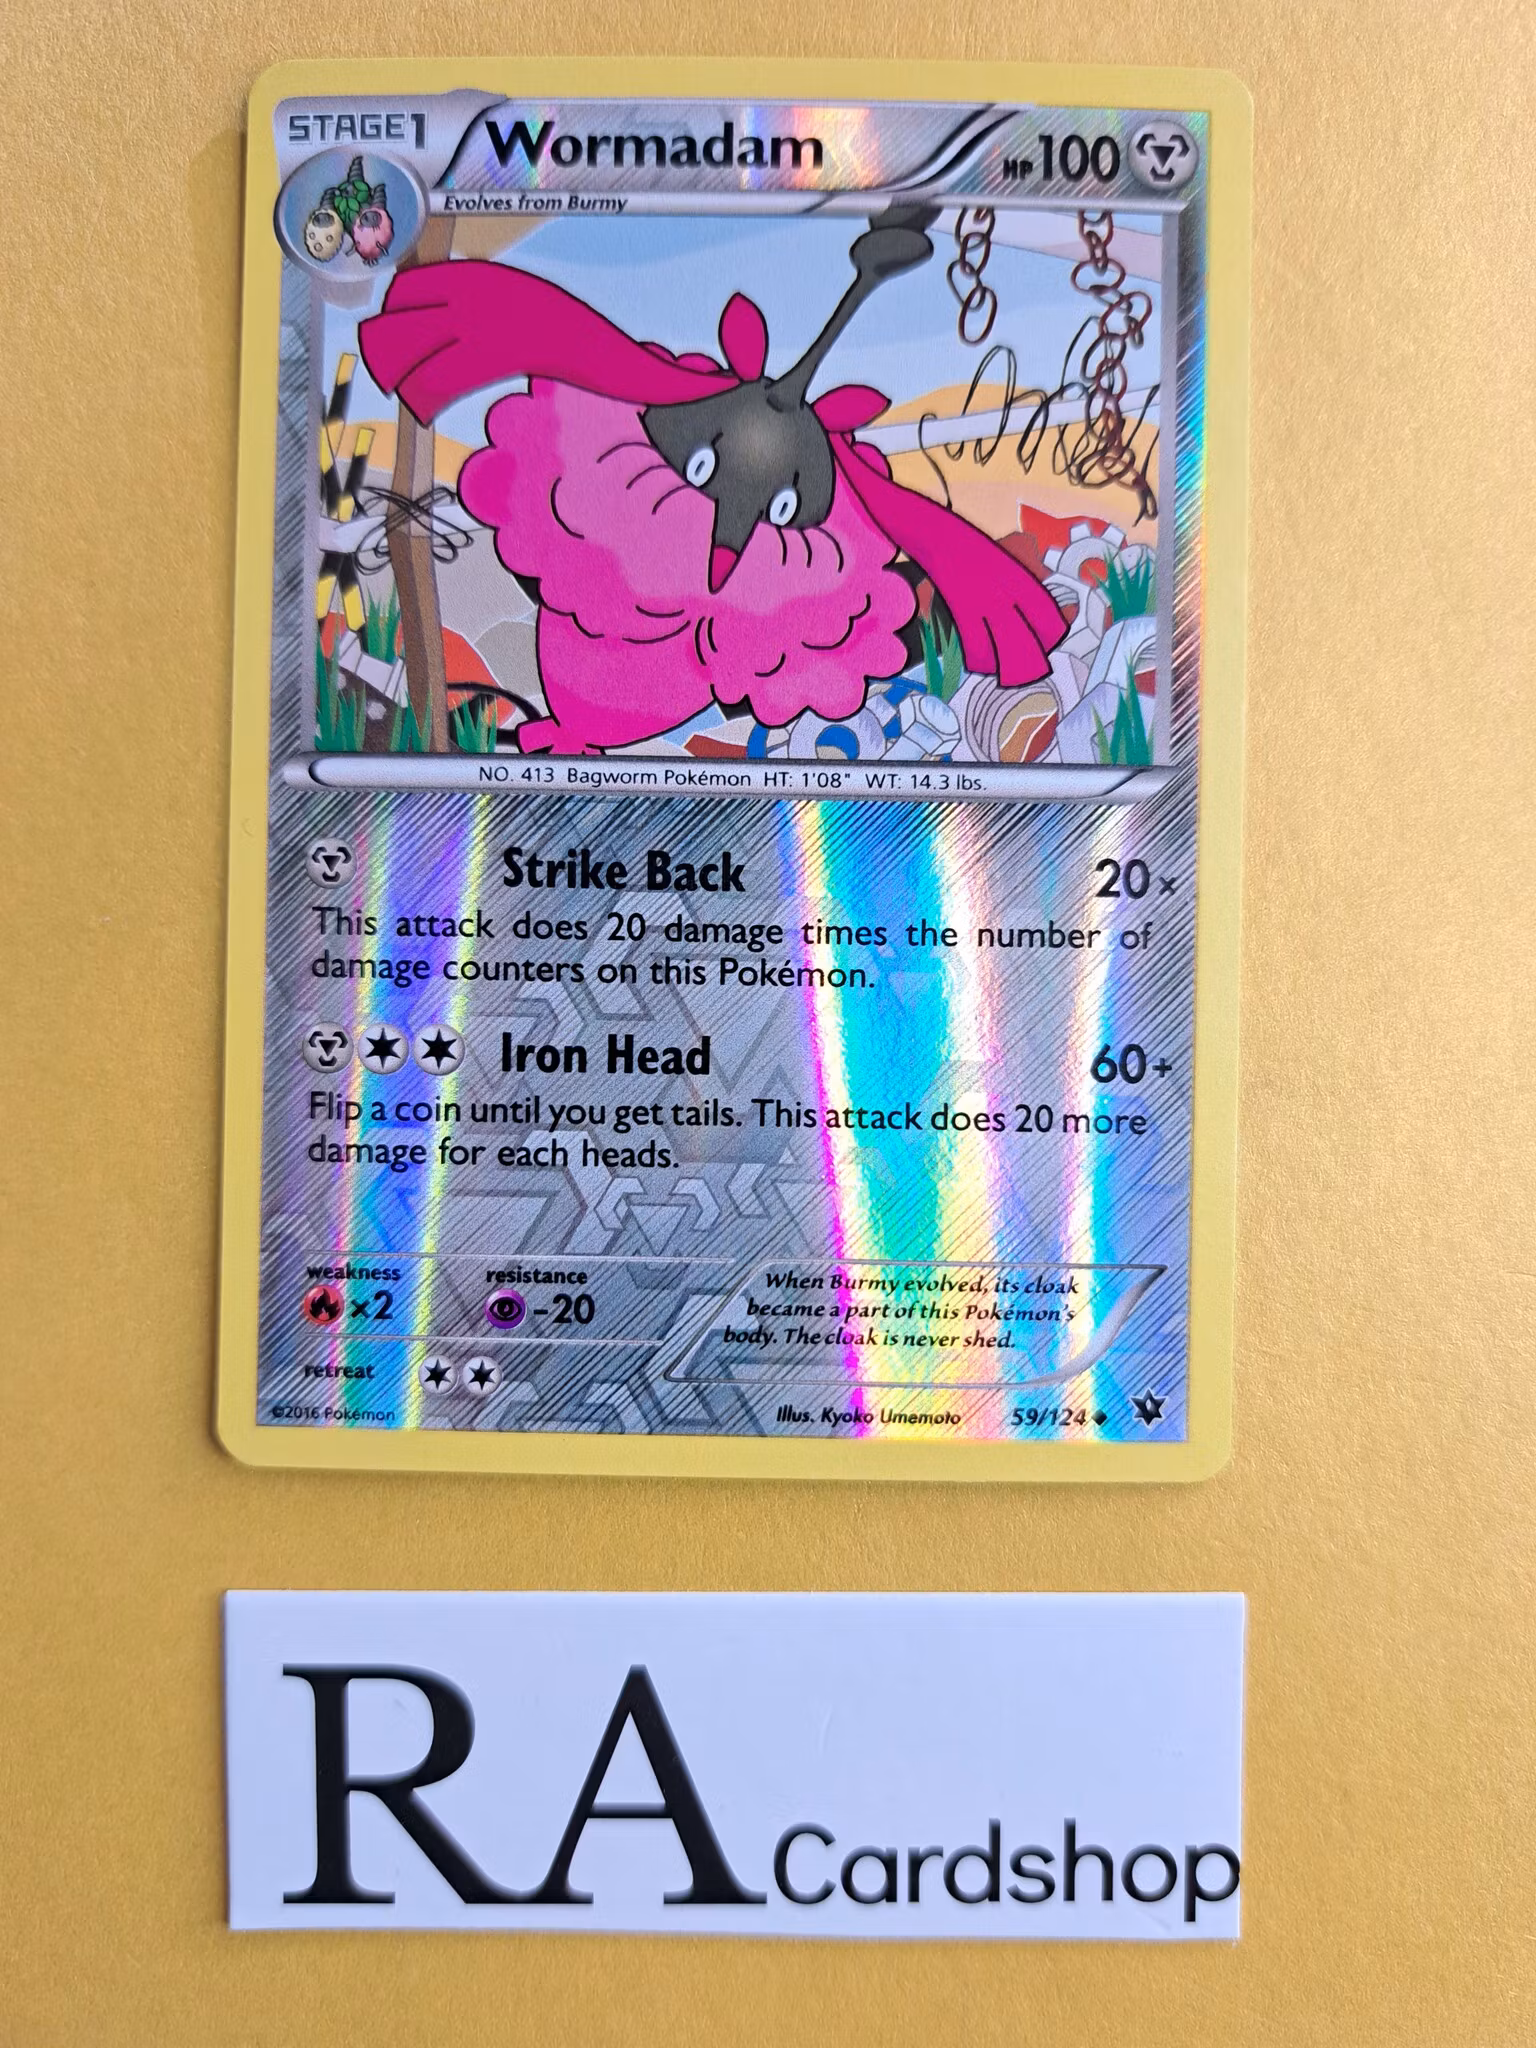 STAGE1
Wormadam
HP100
Evolves from Burmy
NO. 413 Bagworm Pokémon HT: 1'08" WT: 14.3 lbs.
Strike Back 20×
This attack does 20 damage times the number of
damage counters on this Pokémon.
Iron Head 60+
Flip a coin until you get tails. This attack does 20 more
damage for each heads.
weakness
×2
resistance
-20
When Burmy evolved, its cloak
became a part of this Pokémon's
body. The cloak is never shed.
retreat
©2016 Pokémon
Illus. Kyoko Umemoto
59/124
RA Cardshop